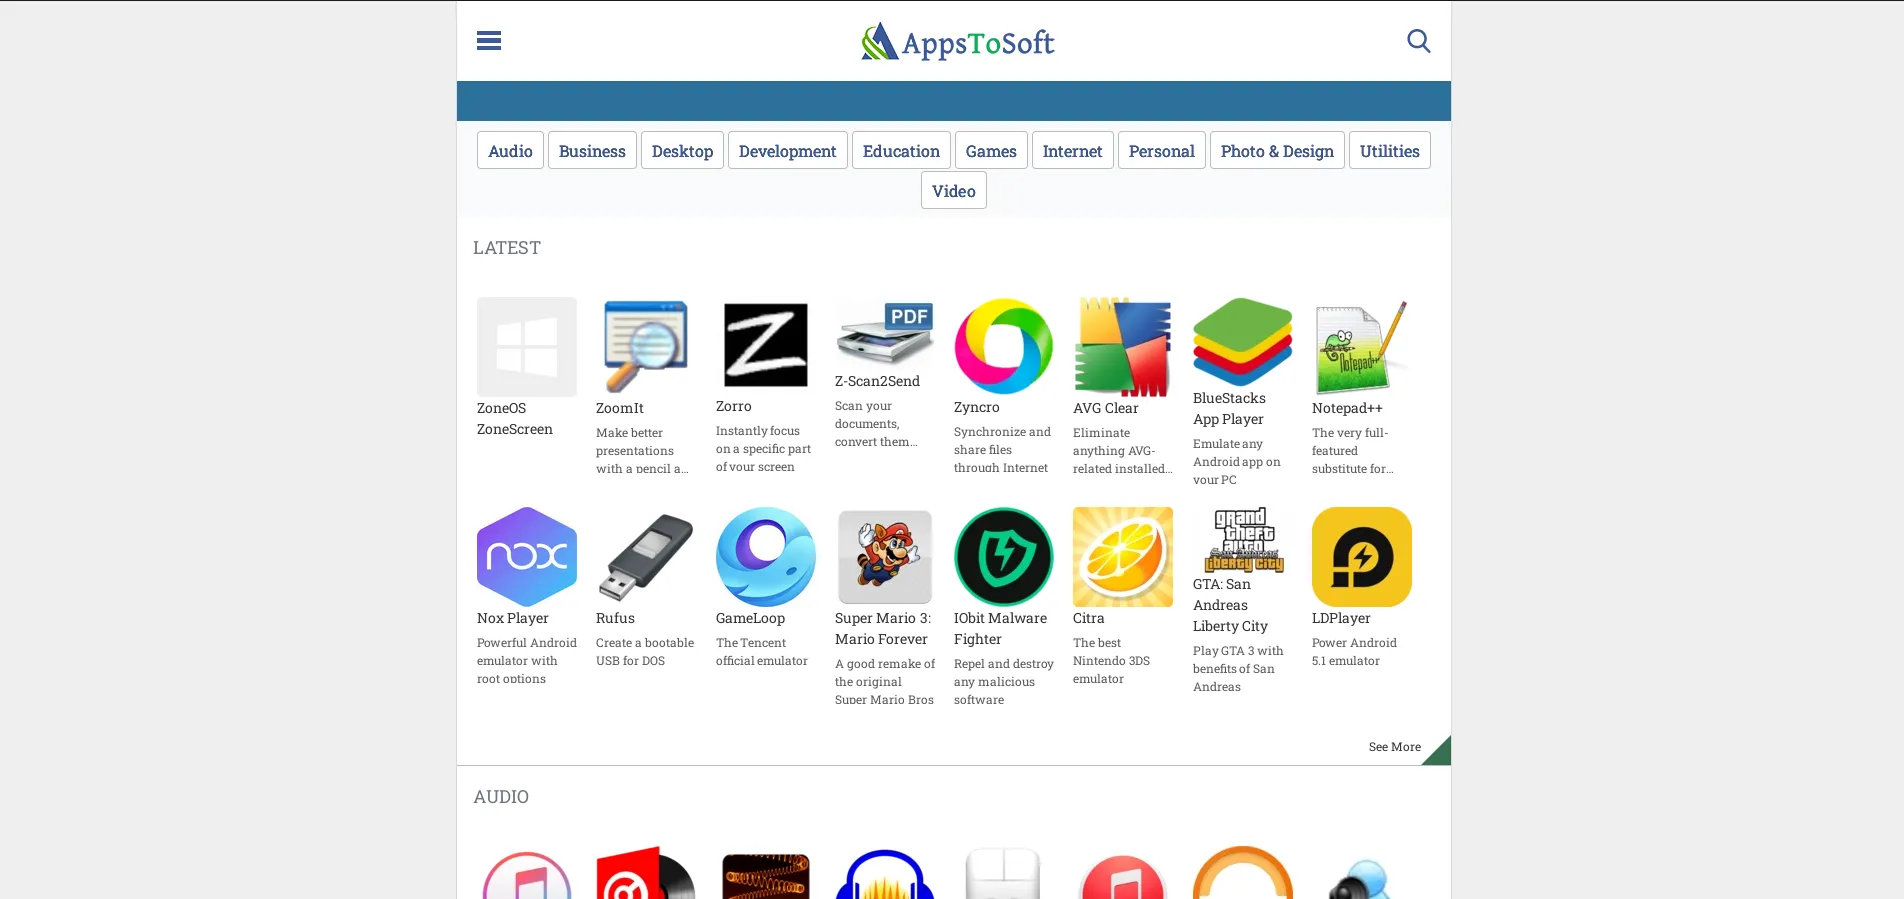 AppsToSoft
Audio
Business
Desktop
Development
Education
Games
Internet
Personal
Photo & Design
Utilities
Video
LATEST
ZoneOS
ZoneScreen
ZoomIt
Make better
presentations
with a pencil a...
Zorro
Instantly focus
on a specific part
of your screen
PDF
Z-Scan2Send
Scan your
documents,
convert them...
Zyncro
Synchronize and
share files
through Internet
AVG Clear
Eliminate
anything AVG-
related installed...
BlueStacks
App Player
Emulate any
Android app on
your PC
Notepad++
Notepad++
The very full-
featured
substitute for...
nox
Nox Player
Powerful Android
emulator with
root options
Rufus
Create a bootable
USB for DOS
GameLoop
The Tencent
official emulator
Super Mario 3:
Mario Forever
A good remake of
the original
Super Mario Bros
IObit Malware
Fighter
Repel and destroy
any malicious
software
Citra
The best
Nintendo 3DS
emulator
grand
theft
auto
San Andreas
liberty city
GTA: San
Andreas
Liberty City
Play GTA 3 with
benefits of San
Andreas
LDPlayer
Power Android
5.1 emulator
See More
AUDIO